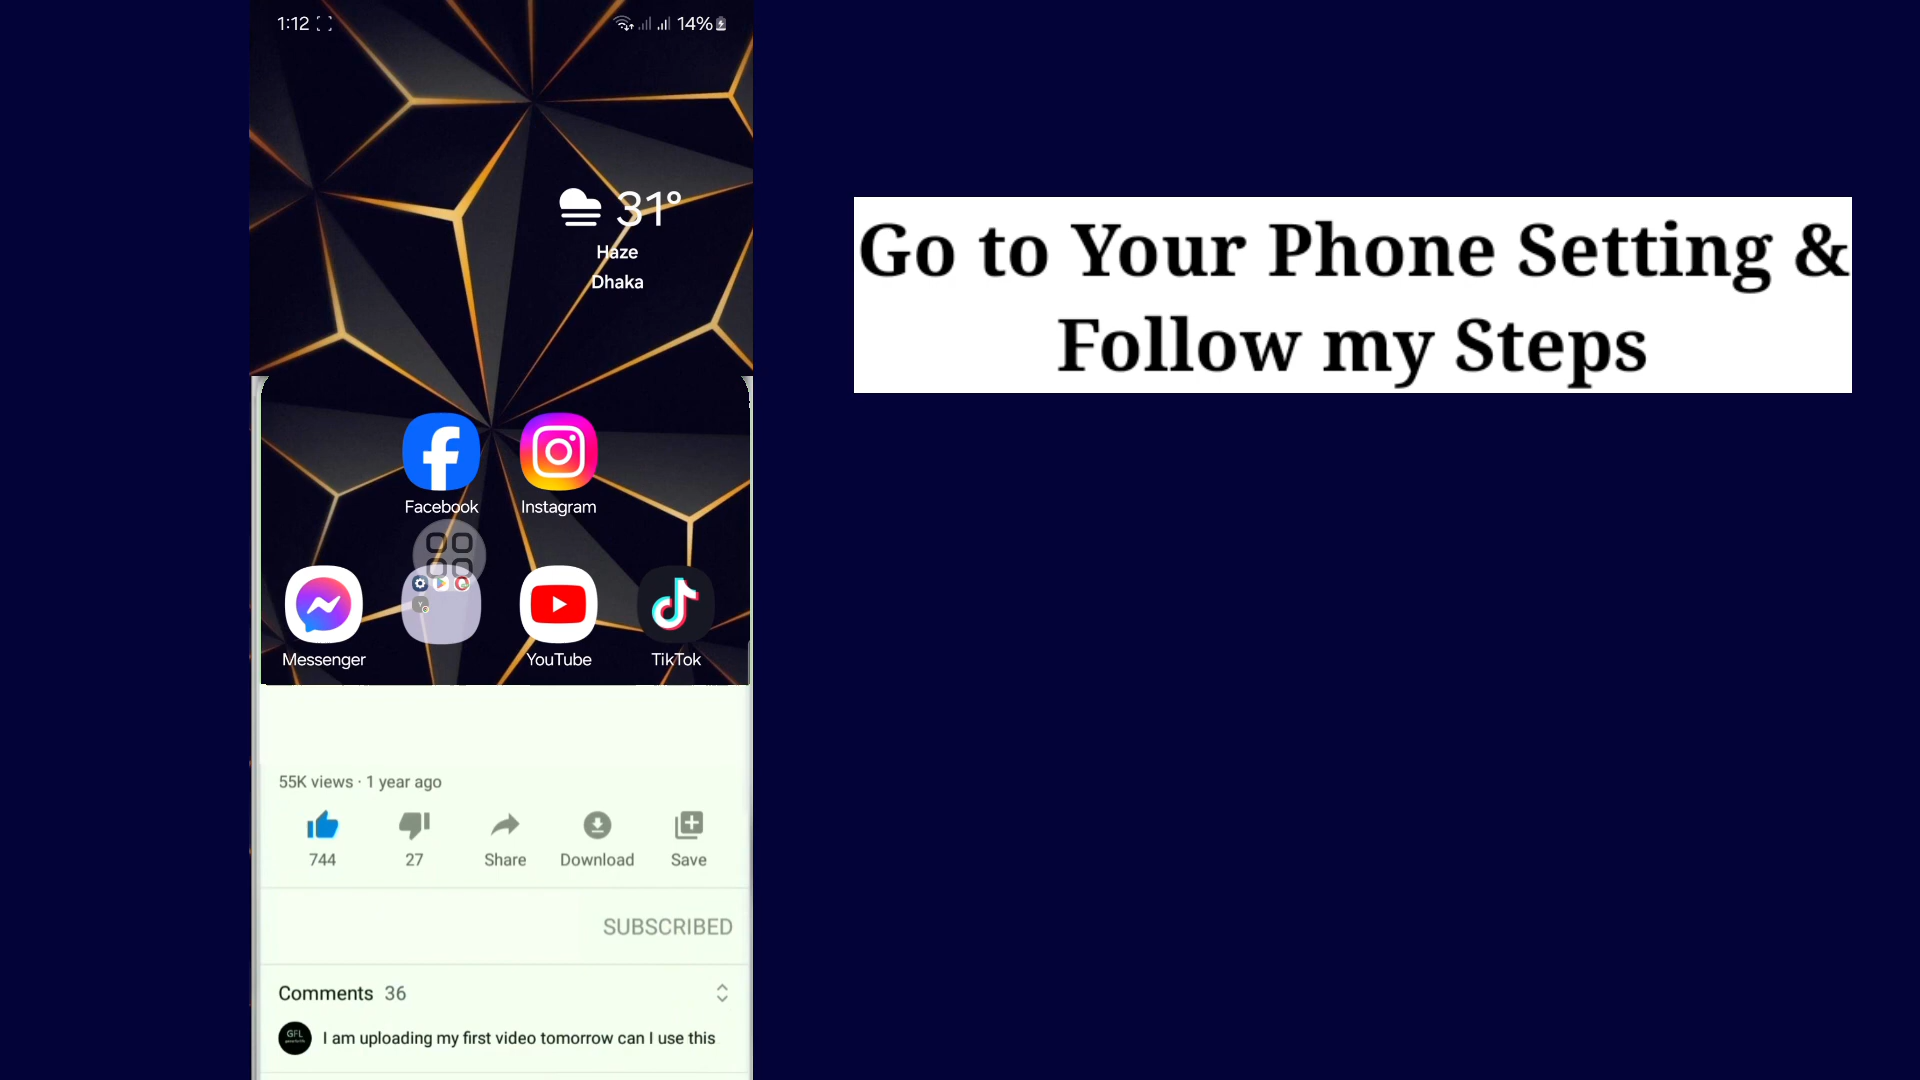 1:12
14%
31°
Haze
Dhaka
Go to Your Phone Setting &
Follow my Steps
Facebook
Instagram
Messenger
YouTube
TikTok
55K views · 1 year ago
744
27
Share
Download
Save
SUBSCRIBED
Comments 36
GFL
I am uploading my first video tomorrow can I use this